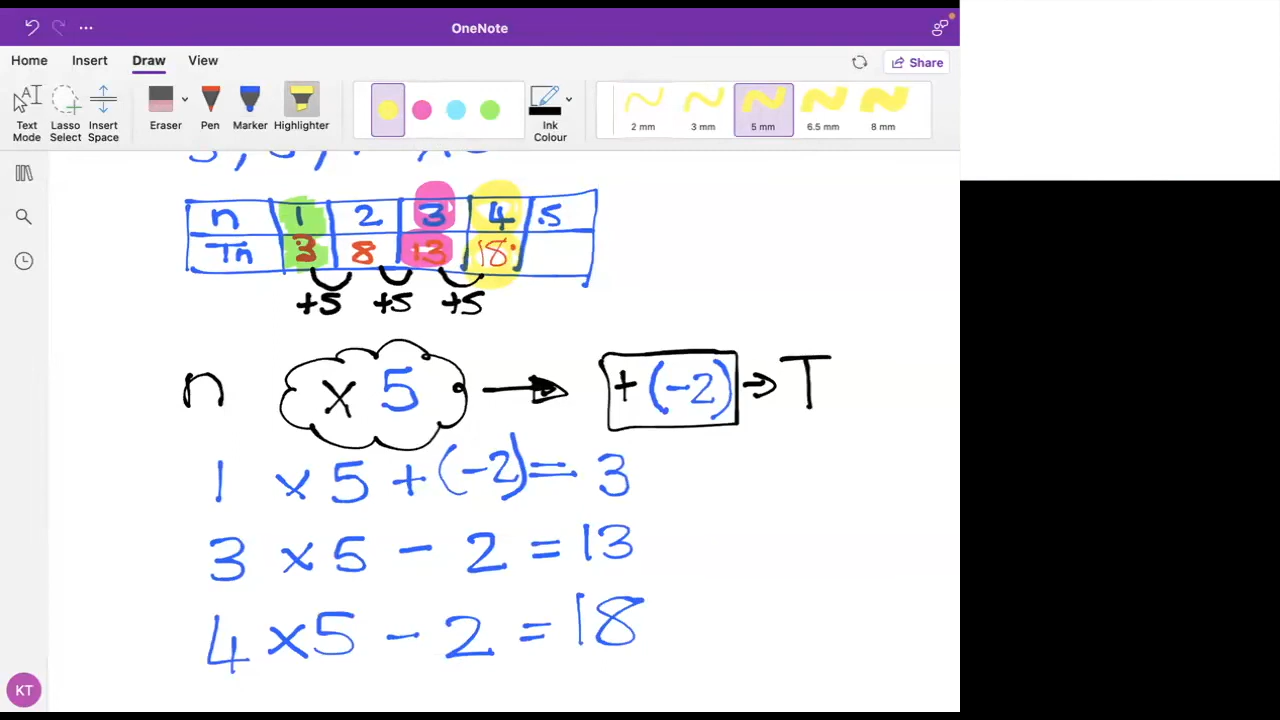 OneNote
Home Insert Draw View Share
Text Mode Lasso Select Insert Space Eraser Pen Marker Highlighter Ink Colour 2 mm 3 mm 5 mm 6.5 mm 8 mm
n 1 2 3 4 5
Tn 3 8 13 18
+5 +5 +5
n × 5 → + (-2) → T
1 × 5 + (-2) = 3
3 × 5 - 2 = 13
4 × 5 - 2 = 18
KT